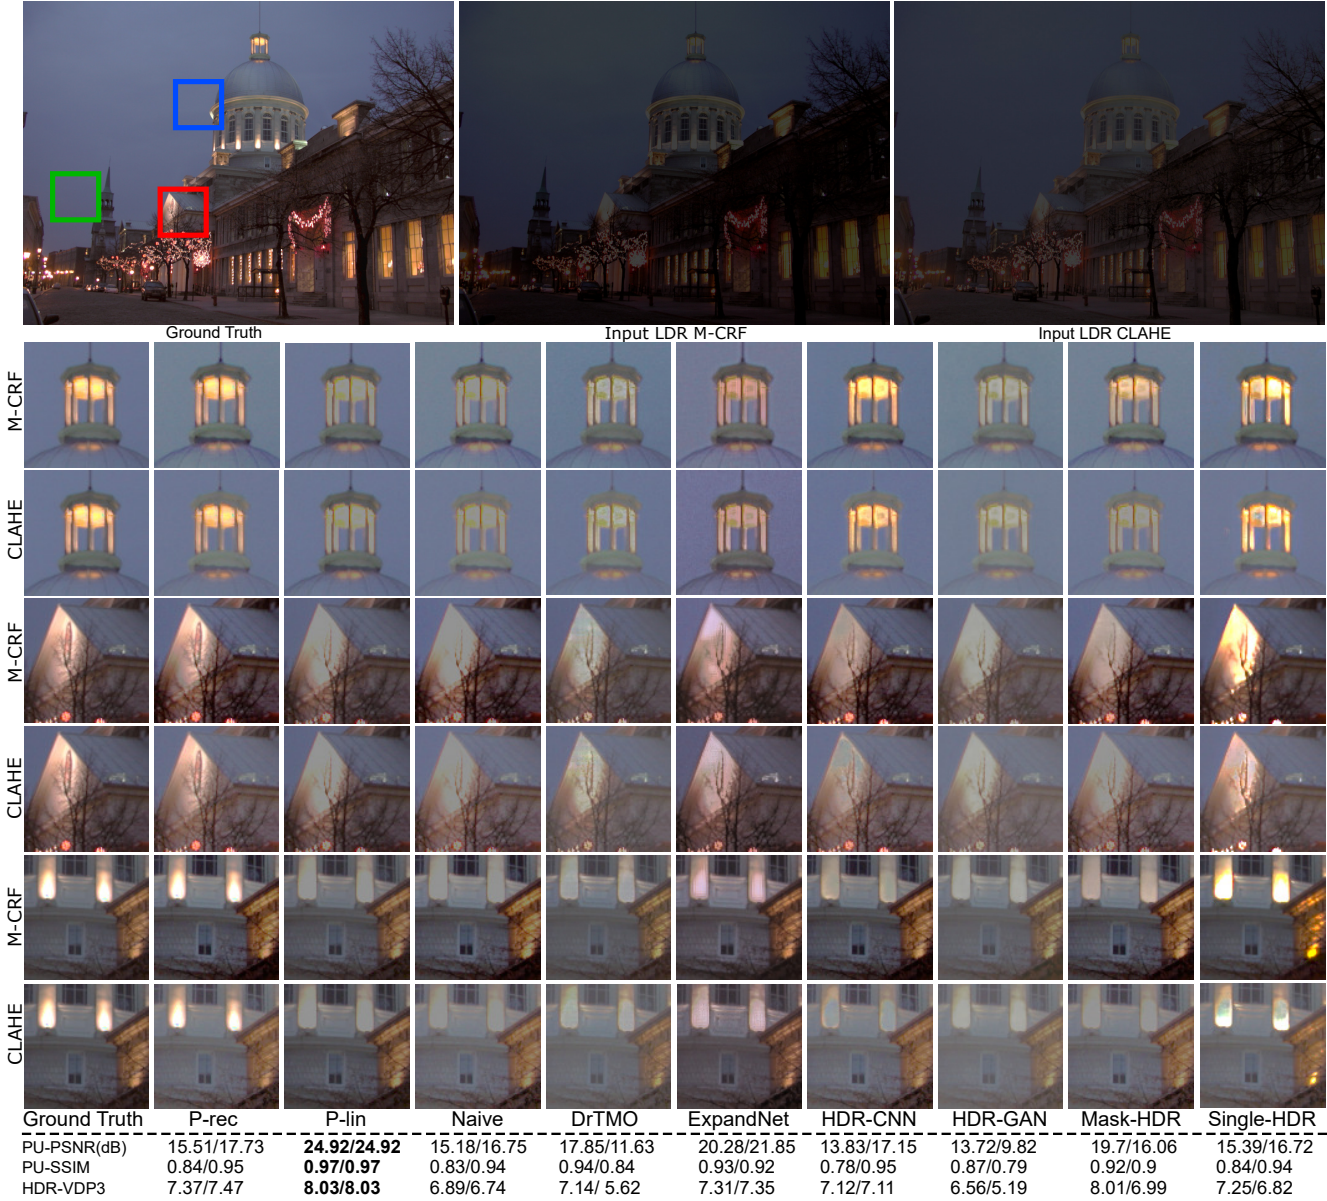 Ground Truth Input LDR M-CRF Input LDR CLAHE
M-CRF
CLAHE
M-CRF
CLAHE
M-CRF
CLAHE
Ground Truth P-rec P-lin Naive DrTMO ExpandNet HDR-CNN HDR-GAN Mask-HDR Single-HDR
PU-PSNR(dB) 15.51/17.73 24.92/24.92 15.18/16.75 17.85/11.63 20.28/21.85 13.83/17.15 13.72/9.82 19.7/16.06 15.39/16.72
PU-SSIM 0.84/0.95 0.97/0.97 0.83/0.94 0.94/0.84 0.93/0.92 0.78/0.95 0.87/0.79 0.92/0.9 0.84/0.94
HDR-VDP3 7.37/7.47 8.03/8.03 6.89/6.74 7.14/ 5.62 7.31/7.35 7.12/7.11 6.56/5.19 8.01/6.99 7.25/6.82